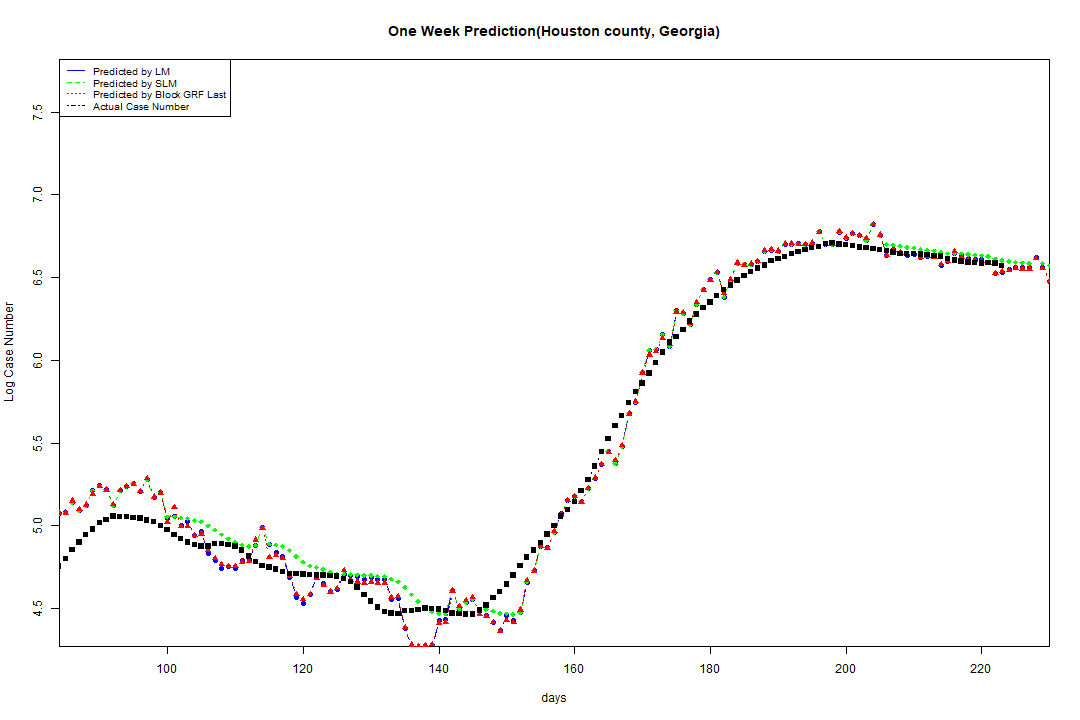 One Week Prediction(Houston county, Georgia)
Predicted by LM
Predicted by SLM
Predicted by Block GRF Last
Actual Case Number
7.5
7.0
6.5
6.0
5.5
5.0
4.5
Log Case Number
100 120 140 160 180 200 220
days